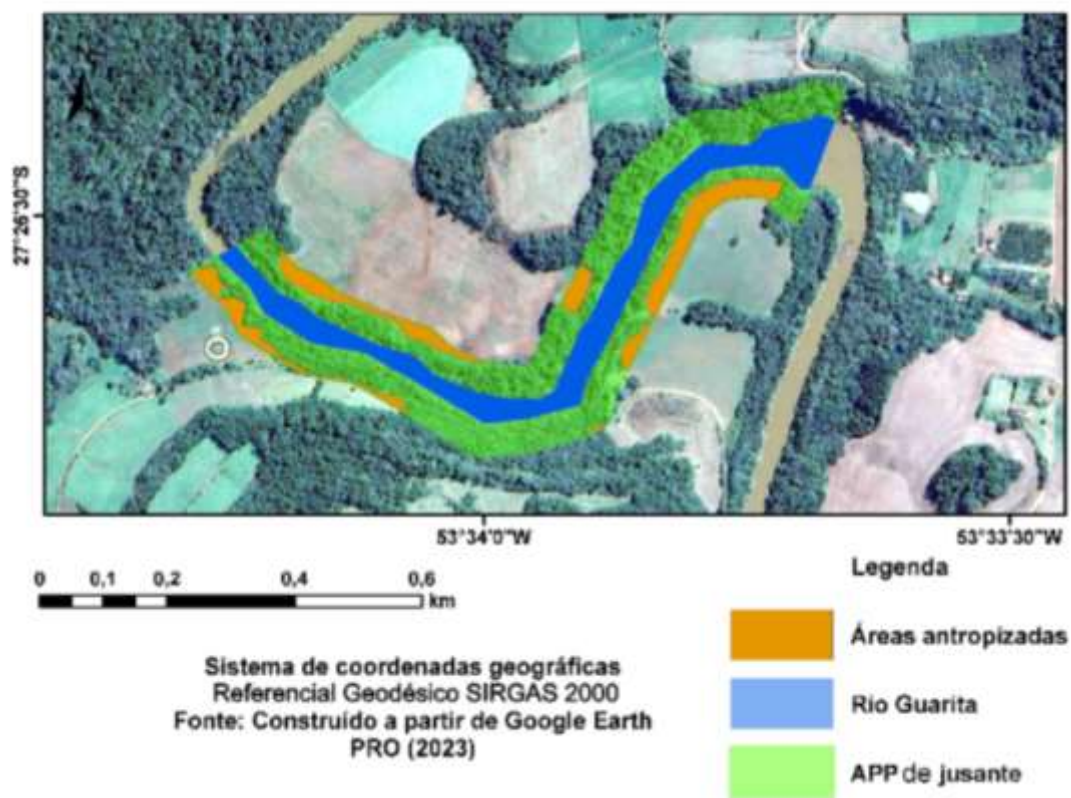 27°26'30"S
53°34'0"W
53°33'30"W
0 0,1 0,2 0,4 0,6
km
Legenda
Áreas antropizadas
Rio Guarita
APP de jusante
Sistema de coordenadas geográficas
Referencial Geodésico SIRGAS 2000
Fonte: Construído a partir de Google Earth
PRO (2023)